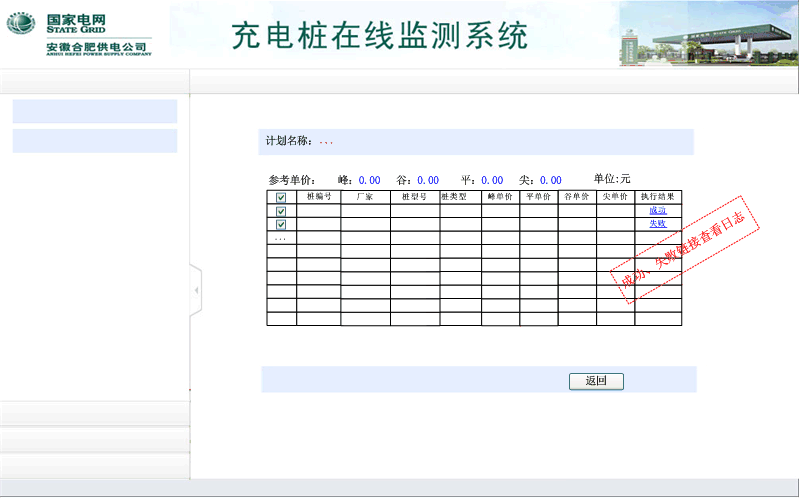 国家电网
STATE GRID
安徽合肥供电公司
ANHUI HEFEI POWER SUPPLY COMPANY
充电桩在线监测系统
计划名称：...
参考单价： 峰：0.00 谷：0.00 平：0.00 尖：0.00 单位:元
桩编号 厂家 桩型号 桩类型 峰单价 平单价 谷单价 尖单价 执行结果
成功
失败
...
成功、失败链接查看日志
返回